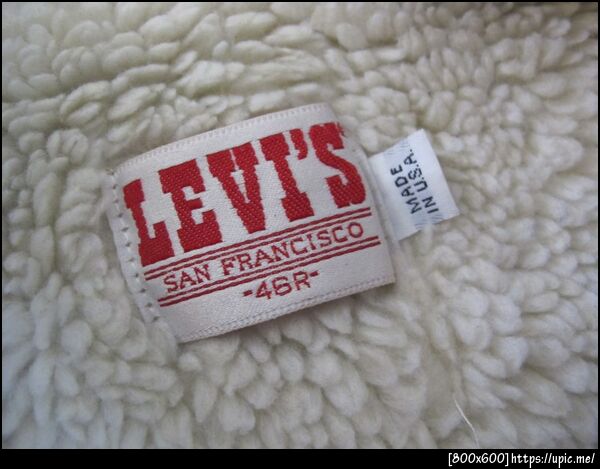 LEVI'S
SAN FRANCISCO
-46R-
MADE
IN U.S.A.
[800x600]https://upic.me/